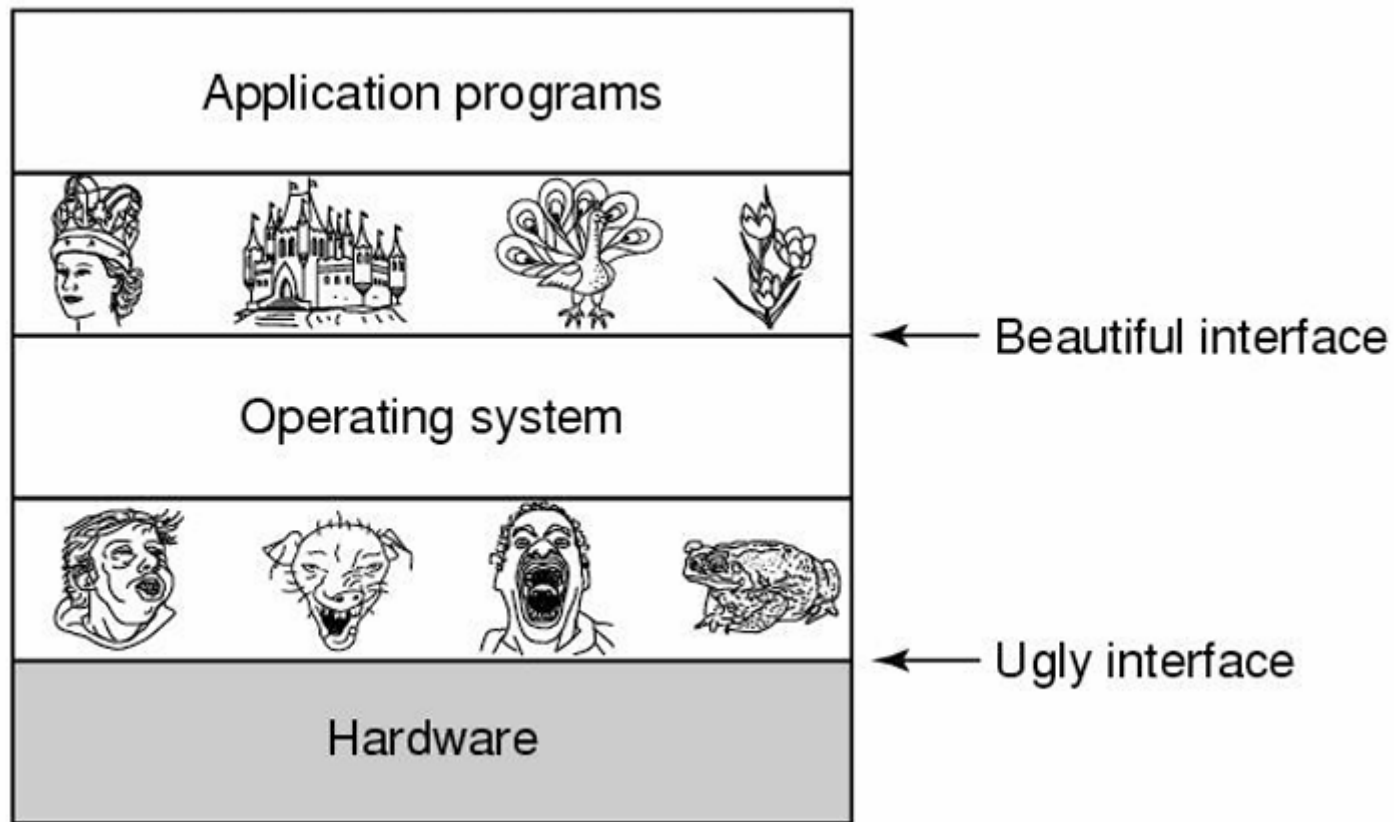 Application programs
Beautiful interface
Operating system
Ugly interface
Hardware